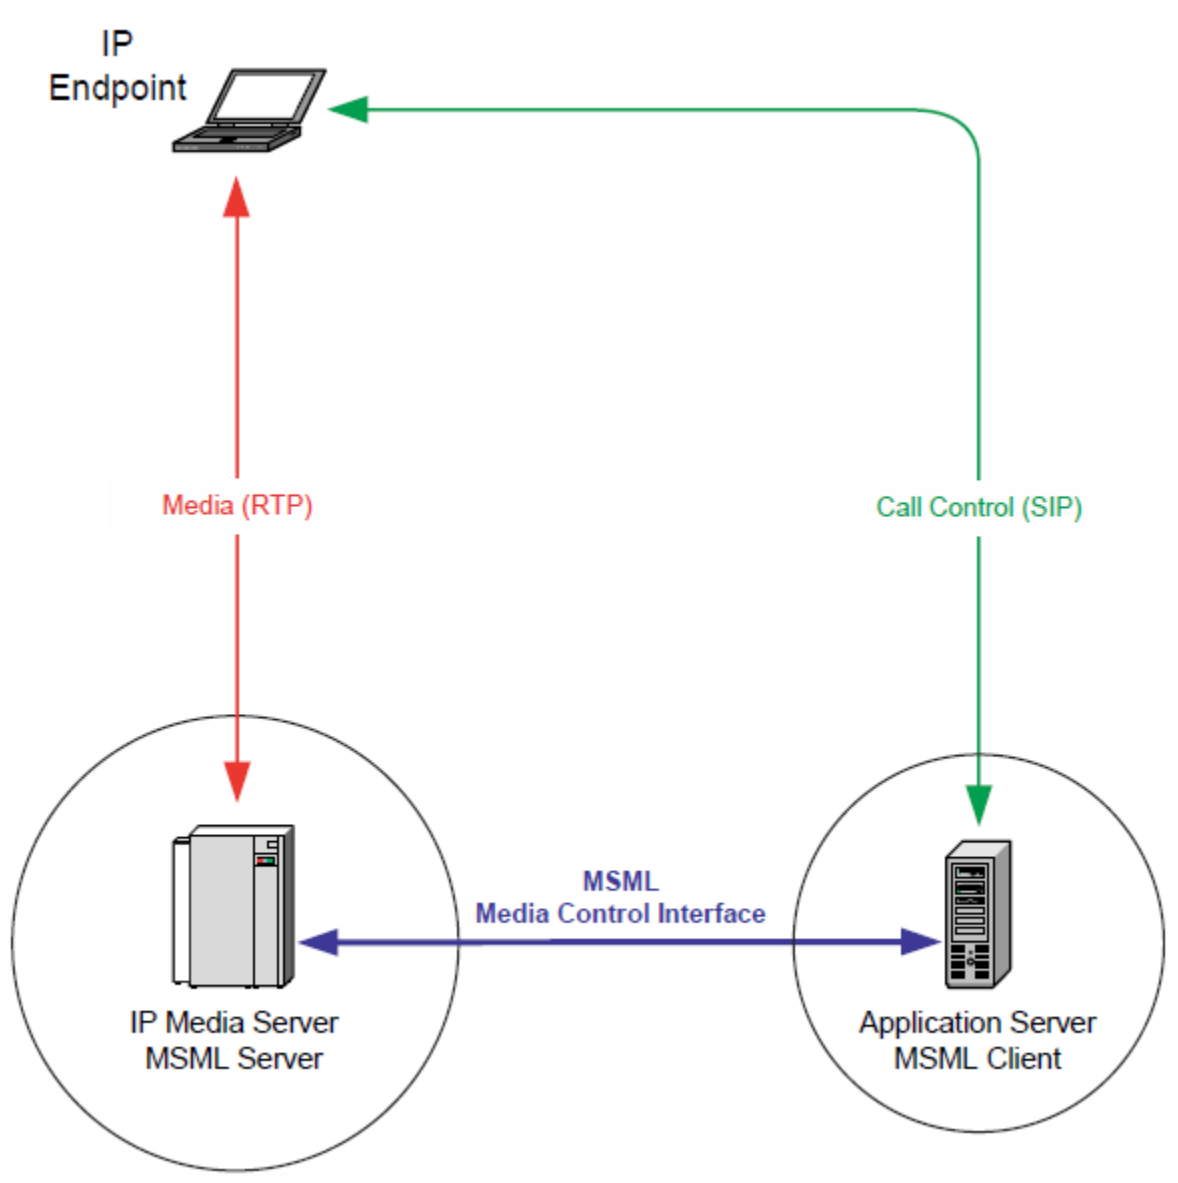 IP
Endpoint
Media (RTP)
Call Control (SIP)
MSML
Media Control Interface
IP Media Server
MSML Server
Application Server
MSML Client